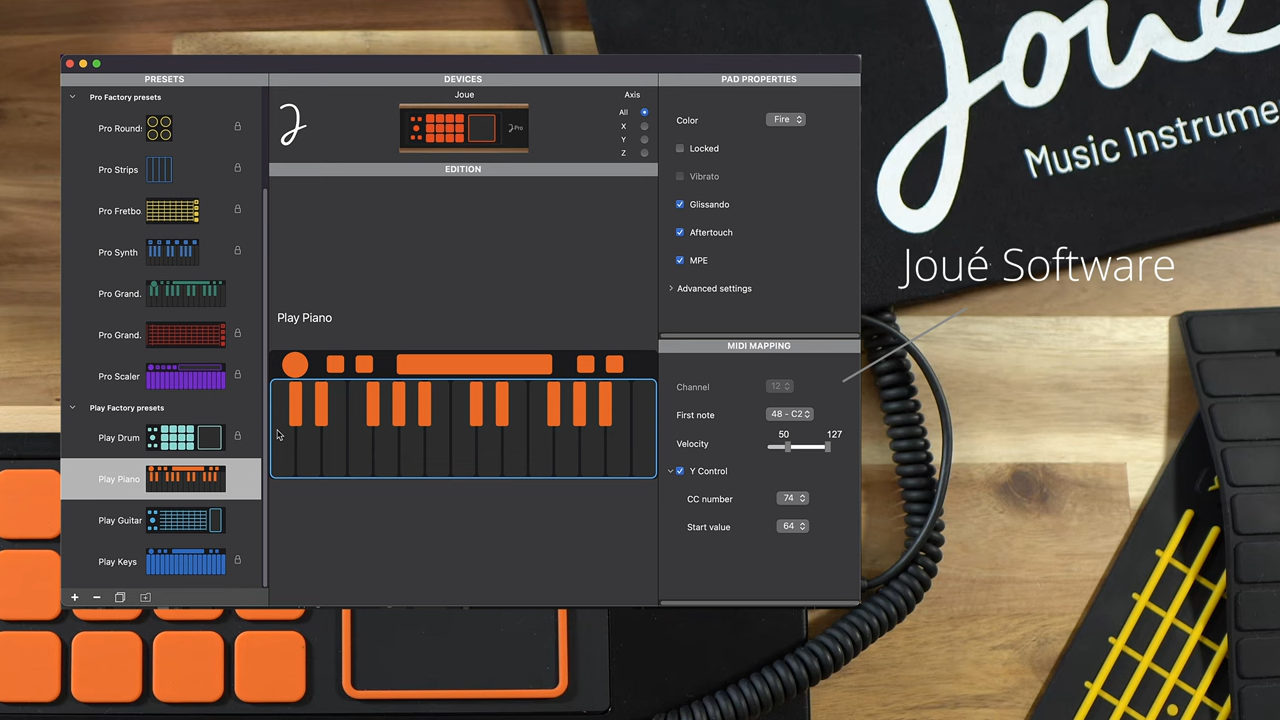 Joué
Music Instrume
Joué Software
PRESETS
Pro Factory presets
Pro Round:
Pro Strips
Pro Fretbo.
Pro Synth
Pro Grand.
Pro Grand.
Pro Scaler
Play Factory presets
Play Drum
Play Piano
Play Guitar
Play Keys
DEVICES
Joue
Pro
Axis
All
X
Y
Z
EDITION
Play Piano
PAD PROPERTIES
Color
Fire
Locked
Vibrato
Glissando
Aftertouch
MPE
Advanced settings
MIDI MAPPING
Channel 12
First note 48 - C2
50 127
Velocity
Y Control
CC number 74
Start value 64